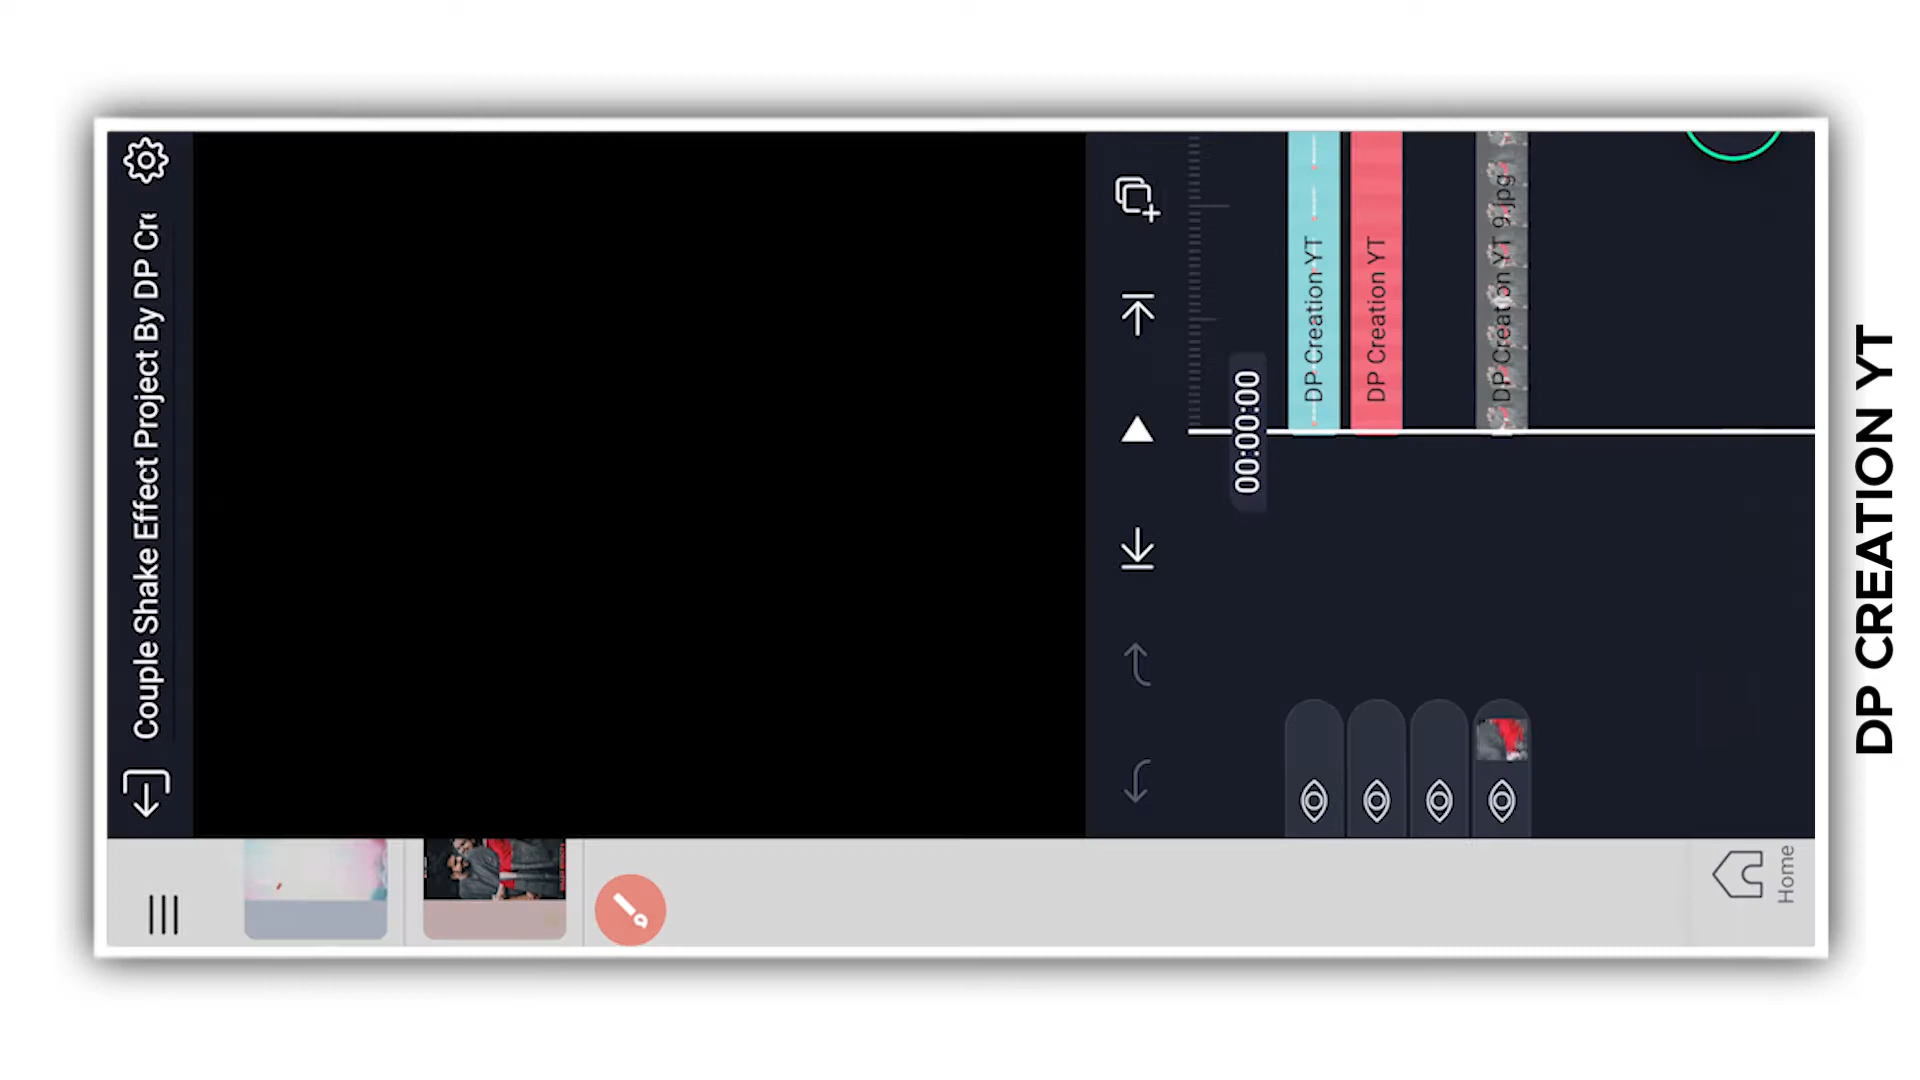 Couple Shake Effect Project By DP Cre
00:00:00
DP Creation YT
DP Creation YT
DP Creation YT 9.jpg
Home
DP CREATION YT